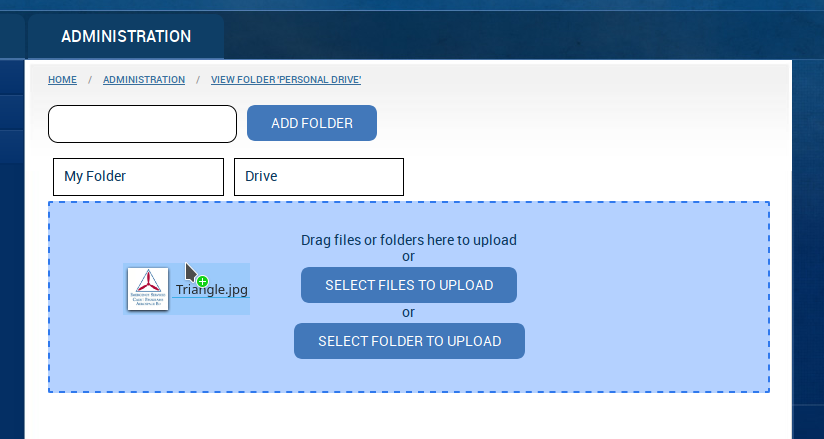 ADMINISTRATION
HOME / ADMINISTRATION / VIEW FOLDER 'PERSONAL DRIVE'
ADD FOLDER
My Folder
Drive
Drag files or folders here to upload
or
SELECT FILES TO UPLOAD
Triangle.jpg
or
SELECT FOLDER TO UPLOAD